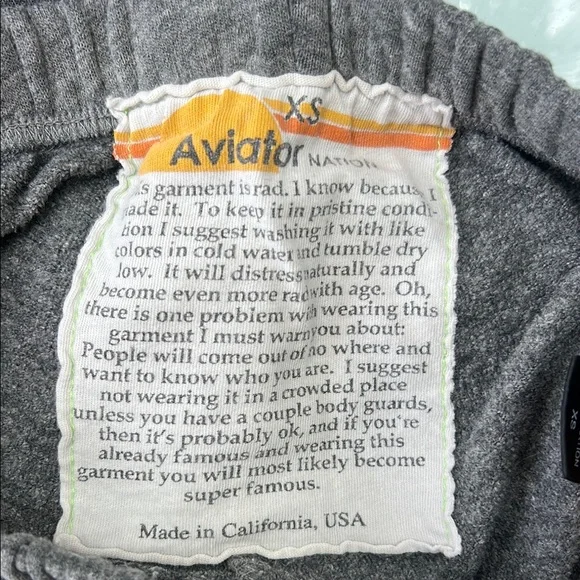 XS
Aviator NATION
is garment is rad. I know because I
ade it. To keep it in pristine condi-
tion I suggest washing it with like
colors in cold water and tumble dry
low. It will distress naturally and
become even more rad with age. Oh,
there is one problem with wearing this
garment I must warn you about:
People will come out of no where and
want to know who you are. I suggest
not wearing it in a crowded place
unless you have a couple body guards,
then it's probably ok, and if you're
already famous and wearing this
garment you will most likely become
super famous.
Made in California, USA
XS